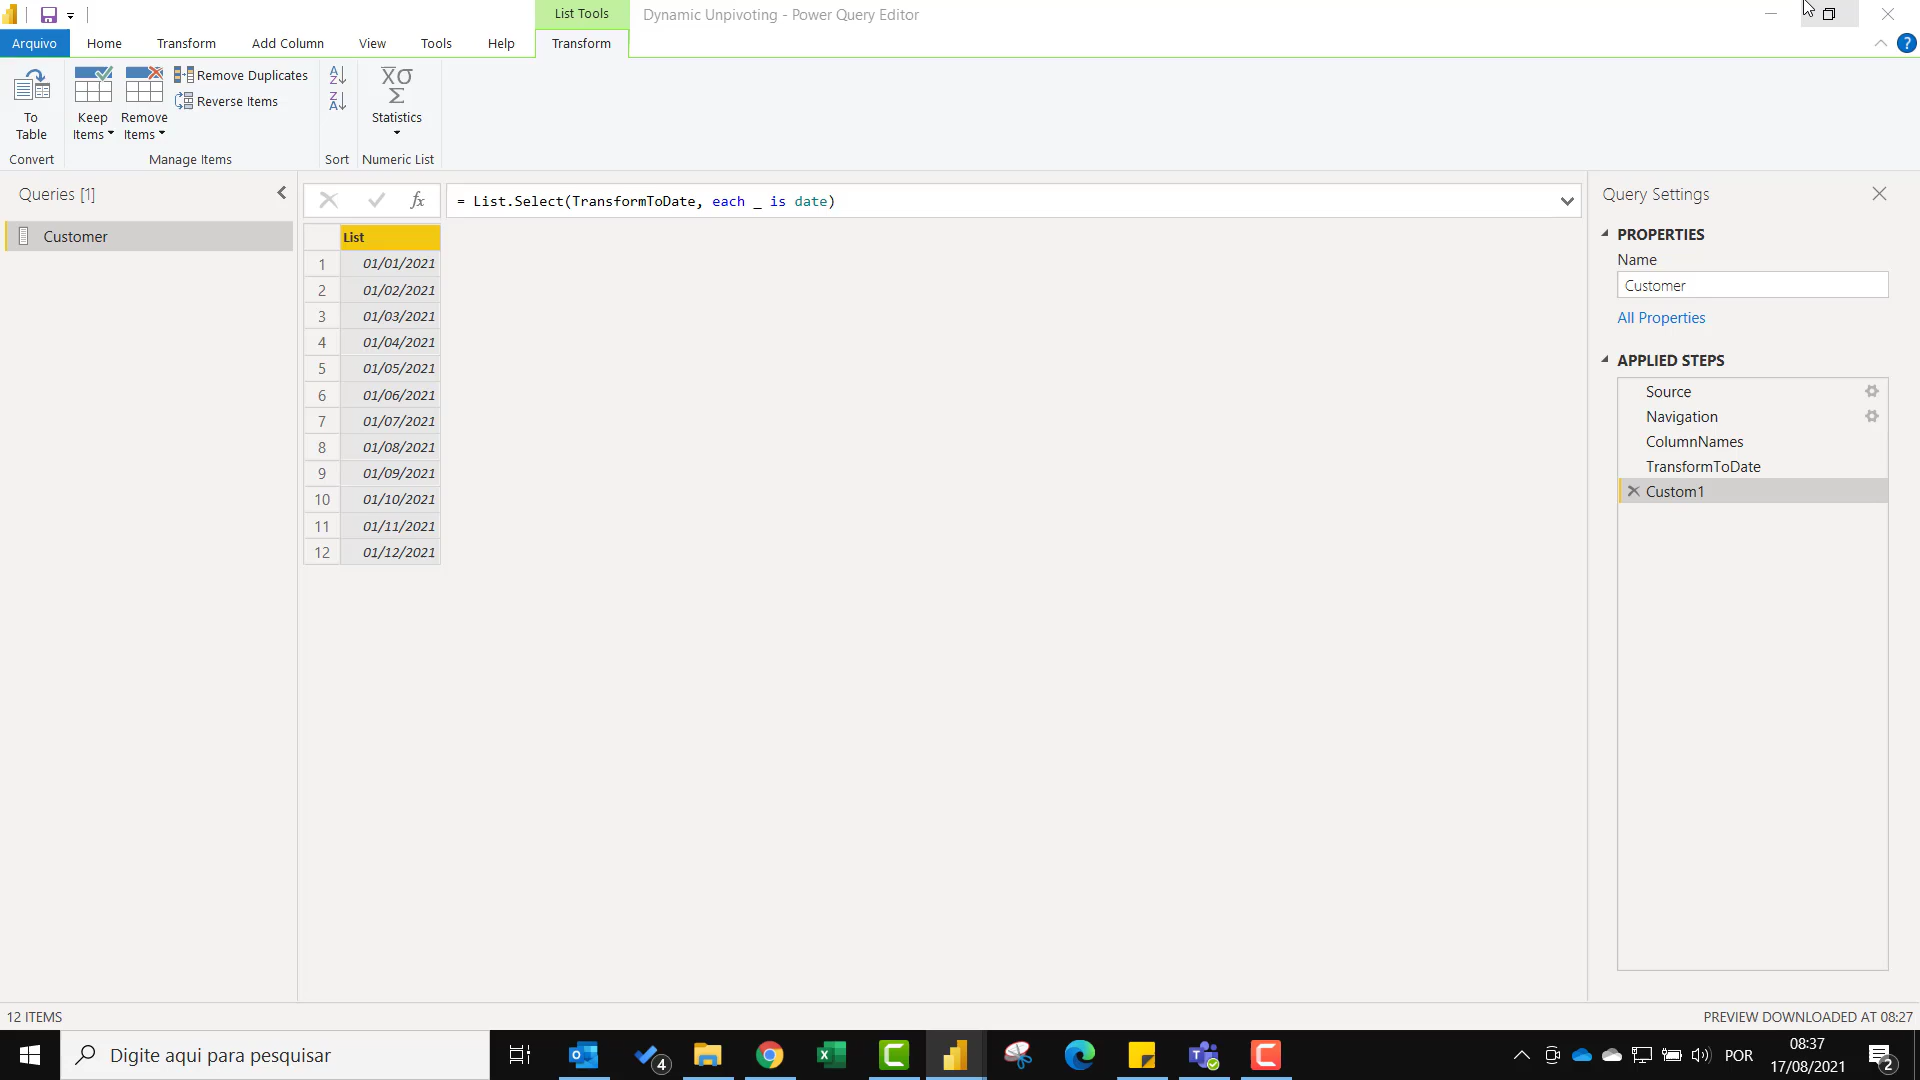 List Tools
Dynamic Unpivoting - Power Query Editor
Arquivo
Home
Transform
Add Column
View
Tools
Help
Transform
?
To Table
Keep Items
Remove Items
Remove Duplicates
Reverse Items
Statistics
Convert
Manage Items
Sort
Numeric List
Queries [1]
Customer
fx
= List.Select(TransformToDate, each _ is date)
List
1 01/01/2021
2 01/02/2021
3 01/03/2021
4 01/04/2021
5 01/05/2021
6 01/06/2021
7 01/07/2021
8 01/08/2021
9 01/09/2021
10 01/10/2021
11 01/11/2021
12 01/12/2021
Query Settings
PROPERTIES
Name
Customer
All Properties
APPLIED STEPS
Source
Navigation
ColumnNames
TransformToDate
Custom1
12 ITEMS
PREVIEW DOWNLOADED AT 08:27
Digite aqui para pesquisar
4
POR
08:37
17/08/2021
2